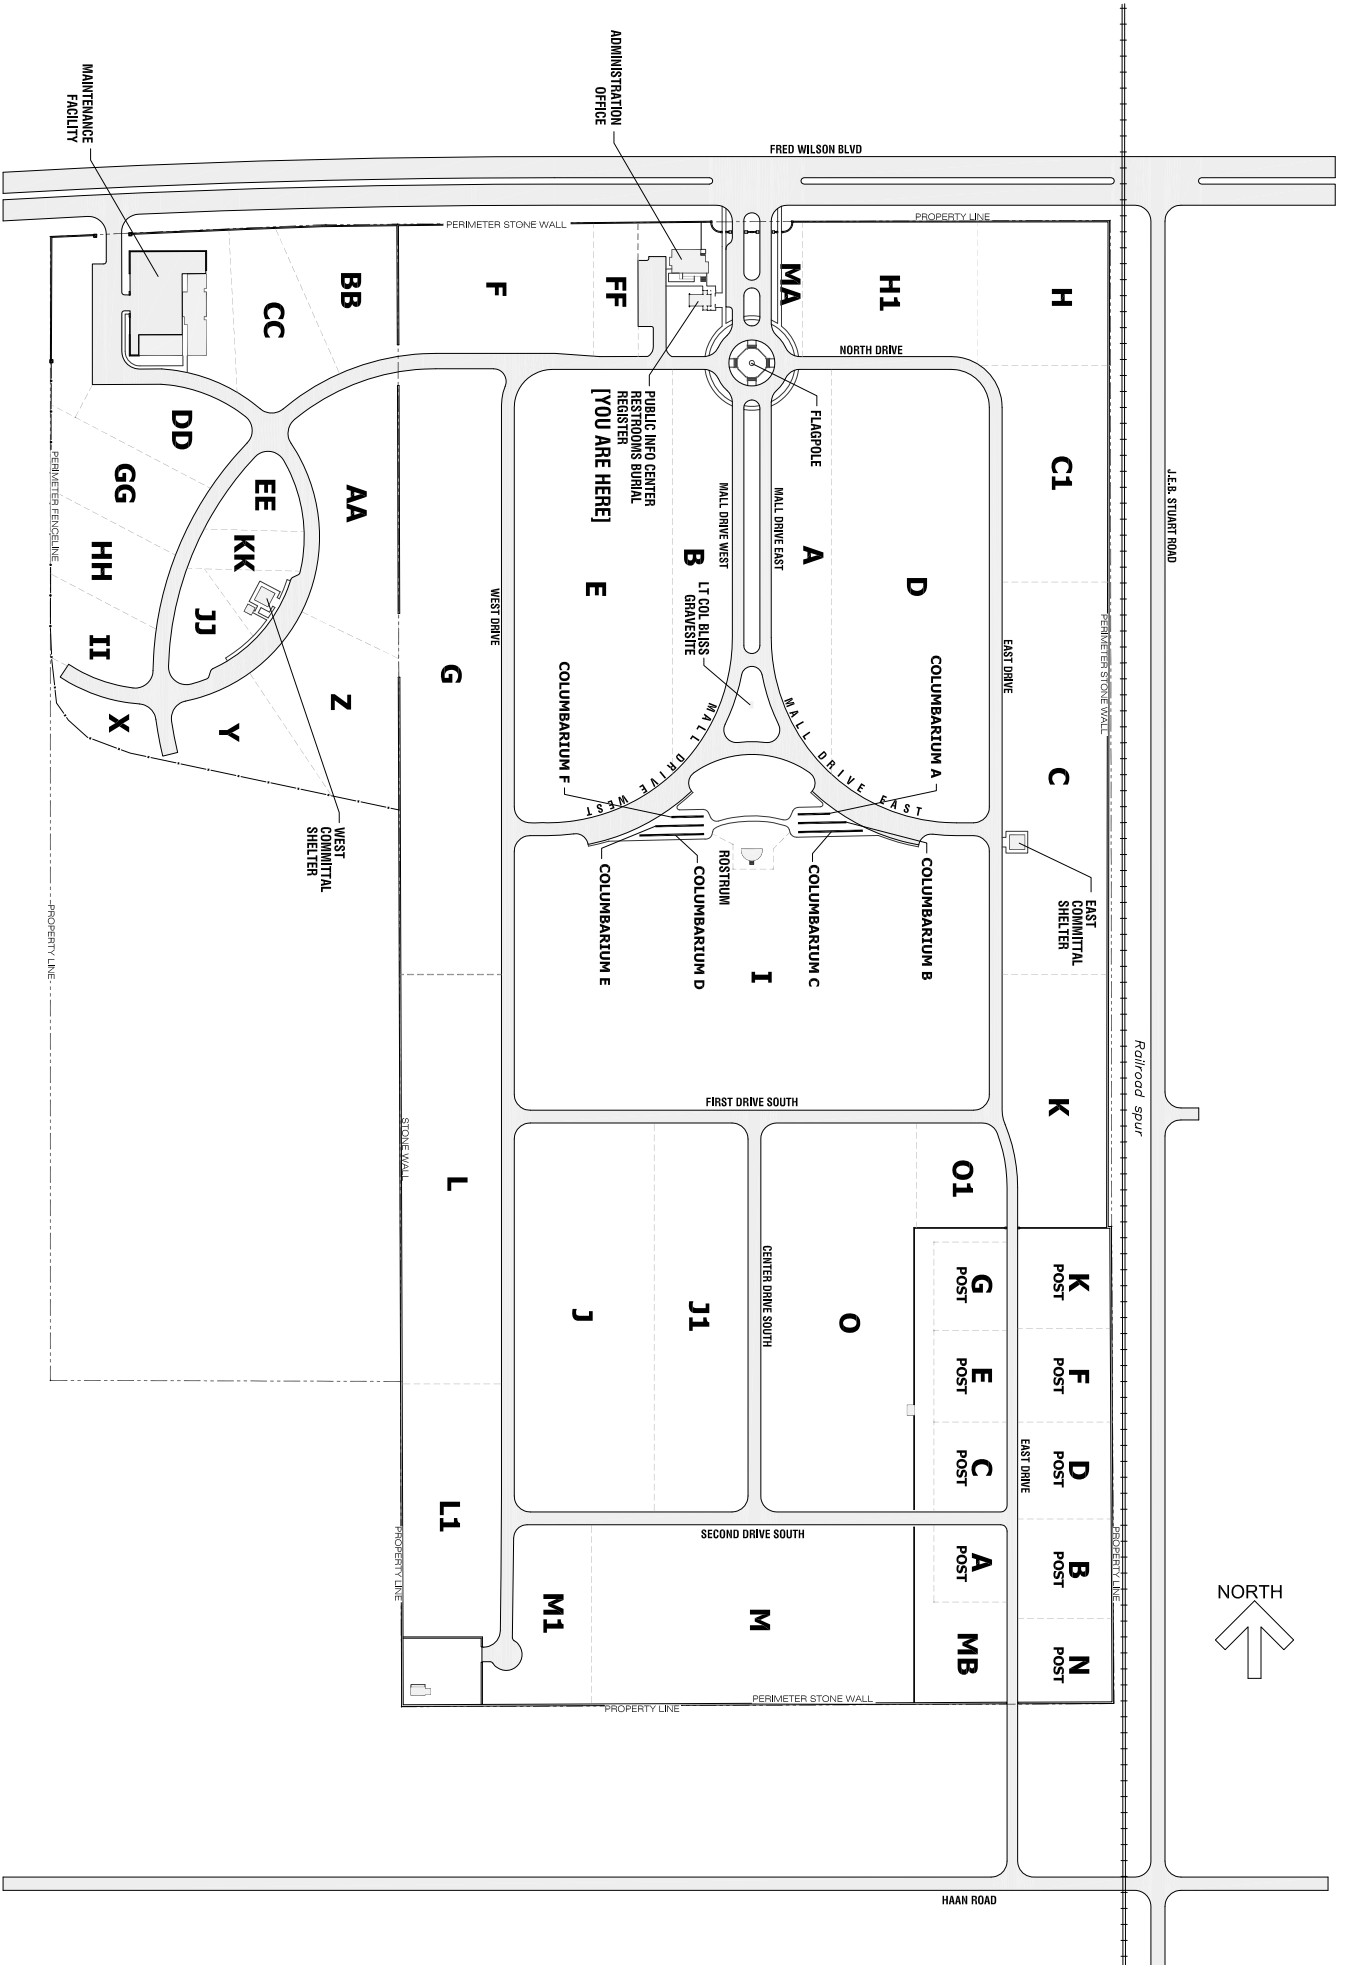 ADMINISTRATION
OFFICE
MAINTENANCE
FACILITY
FRED WILSON BLVD
PERIMETER STONE WALL
PROPERTY LINE
BB
CC
F
FF
MA
H1
H
NORTH DRIVE
FLAGPOLE
PUBLIC INFO CENTER
RESTROOMS BURIAL
REGISTER
[YOU ARE HERE]
DD
GG
HH
II
EE
KK
JJ
AA
PERIMETER FENCELINE
X
Y
Z
WEST
COMMITTAL
SHELTER
G
WEST DRIVE
E
B
MALL DRIVE WEST
MALL DRIVE EAST
A
D
LT COL BLISS
GRAVESITE
C1
J.E.B. STUART ROAD
EAST DRIVE
PERIMETER STONE WALL
C
COLUMBARIUM F
COLUMBARIUM A
MALL DRIVE WEST
MALL DRIVE EAST
ROSTRUM
COLUMBARIUM E
COLUMBARIUM D
COLUMBARIUM C
COLUMBARIUM B
EAST
COMMITTAL
SHELTER
I
PROPERTY LINE
K
Railroad spur
FIRST DRIVE SOUTH
STONE WALL
L
O1
J
J1
CENTER DRIVE SOUTH
O
G
POST
K
POST
E
POST
F
POST
C
POST
D
POST
EAST DRIVE
L1
SECOND DRIVE SOUTH
A
POST
B
POST
PROPERTY LINE
PROPERTY LINE
M1
M
MB
N
POST
PERIMETER STONE WALL
PROPERTY LINE
NORTH
HAAN ROAD